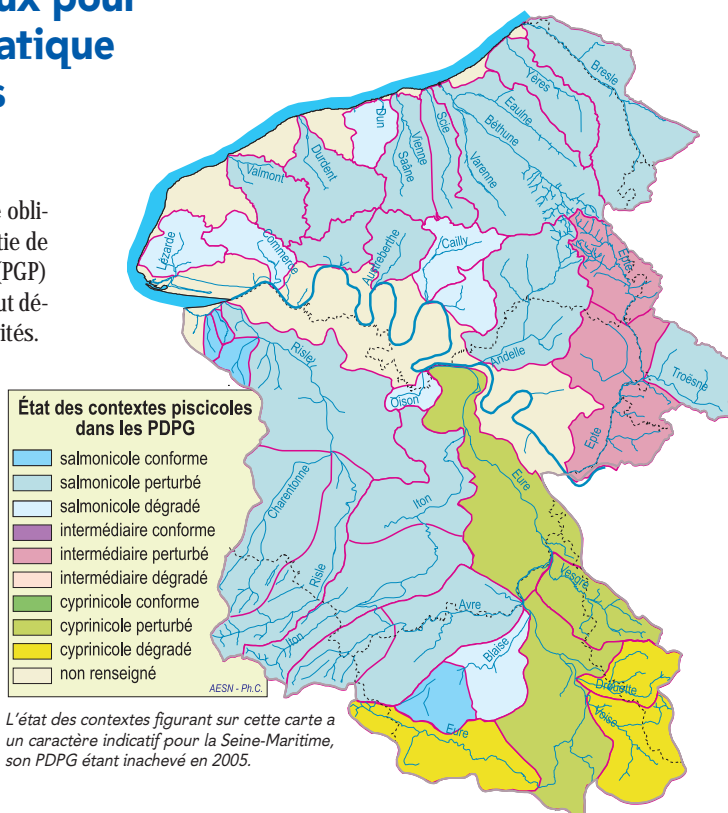 ux pour
atique
s
e obli-
tie de
(PGP)
ut dé-
rités.
Bresle
Yères
Eaulne
Béthune
Dun
Scie
Vienne
Saâne
Varenne
Durdent
Valmont
Lézarde
Commerce
Austreberthe
Cailly
Epte
Risle
Andelle
Troësne
Oison
Epte
Eure
Charentonne
Iton
Risle
Vesgre
Avre
Iton
Blaise
Drouette
Voise
Eure
État des contextes piscicoles
dans les PDPG
salmonicole conforme
salmonicole perturbé
salmonicole dégradé
intermédiaire conforme
intermédiaire perturbé
intermédiaire dégradé
cyprinicole conforme
cyprinicole perturbé
cyprinicole dégradé
non renseigné
AESN - Ph.C.
L'état des contextes figurant sur cette carte a
un caractère indicatif pour la Seine-Maritime,
son PDPG étant inachevé en 2005.